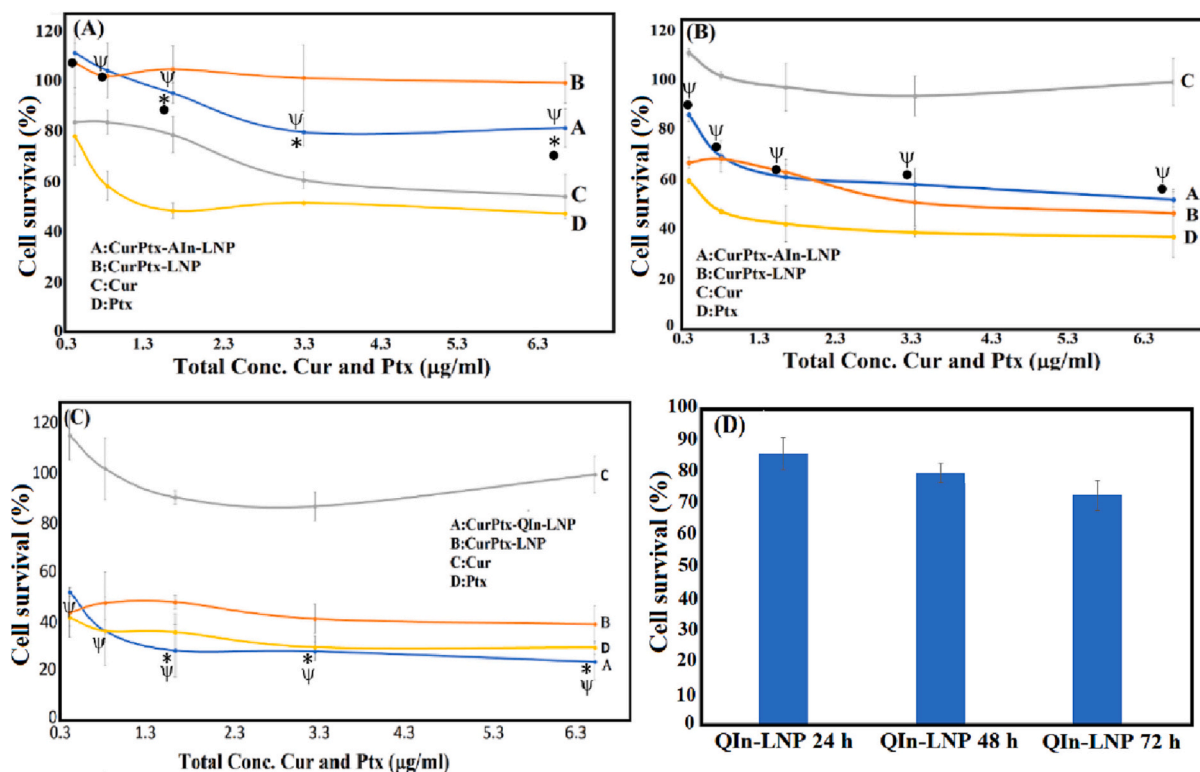 (A)
120
100
80
60
40
20
0
Cell survival (%)
ψ
ψ
*
ψ
*
ψ
*
B
A
C
D
A:CurPtx-AIn-LNP
B:CurPtx-LNP
C:Cur
D:Ptx
0.3 1.3 2.3 3.3 4.3 5.3 6.3
Total Conc. Cur and Ptx (µg/ml)
(B)
120
100
80
60
40
20
0
Cell survival (%)
ψ
ψ
ψ
ψ
ψ
C
A
B
D
A:CurPtx-AIn-LNP
B:CurPtx-LNP
C:Cur
D:Ptx
0.3 1.3 2.3 3.3 4.3 5.3 6.3
Total Conc. Cur and Ptx (µg/ml)
(C)
120
100
80
60
40
20
0
Cell survival (%)
A:CurPtx-QIn-LNP
B:CurPtx-LNP
C:Cur
D:Ptx
C
B
D
A
ψ
ψ
*
ψ
*
ψ
*
ψ
0.3 1.3 2.3 3.3 4.3 5.3 6.3
Total Conc. Cur and Ptx (µg/ml)
(D)
100
90
80
70
60
50
40
30
20
10
0
Cell survival (%)
QIn-LNP 24 h QIn-LNP 48 h QIn-LNP 72 h